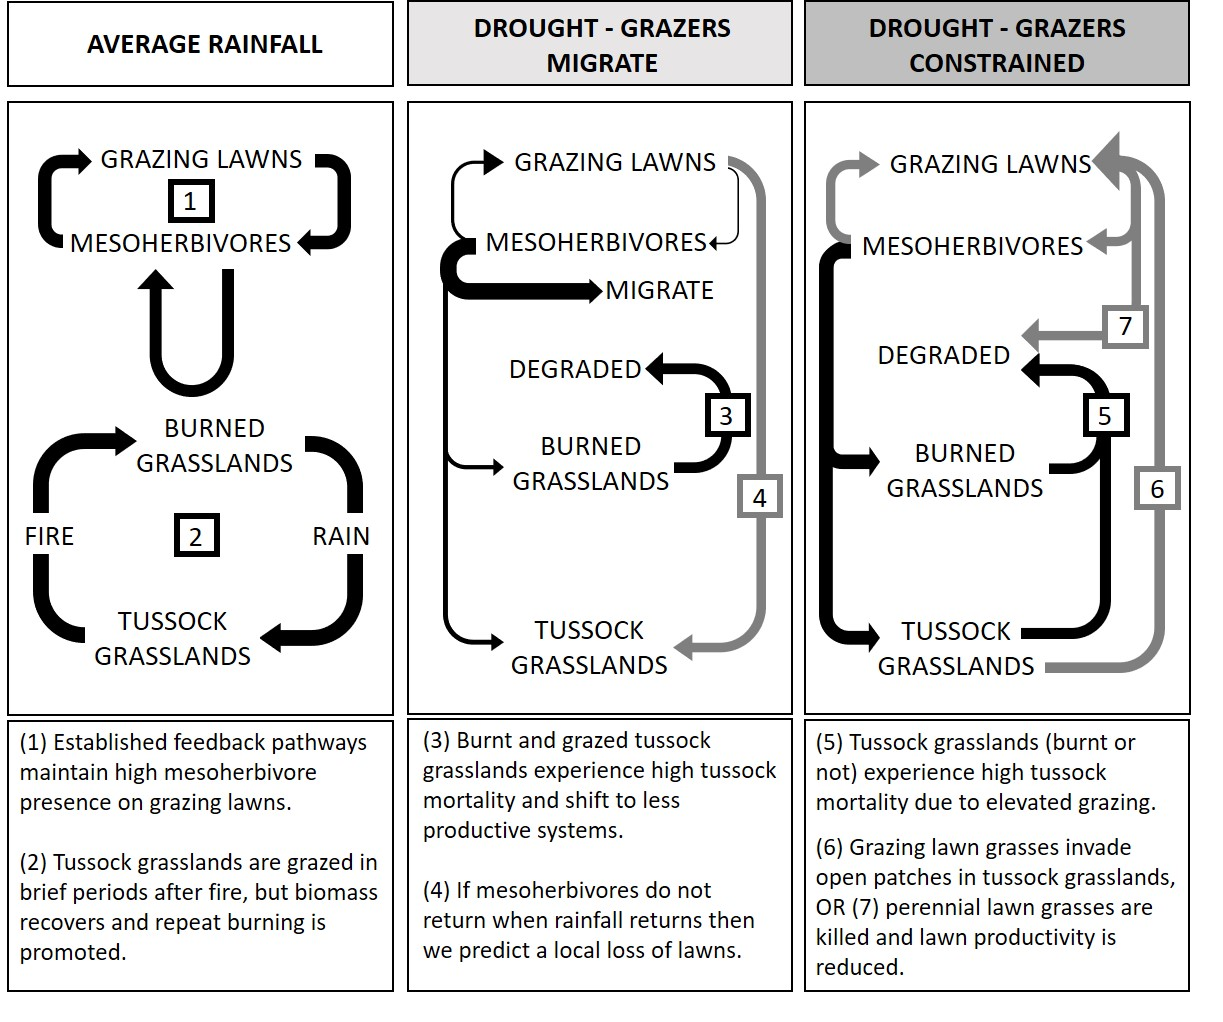 AVERAGE RAINFALL
DROUGHT - GRAZERS
MIGRATE
DROUGHT - GRAZERS
CONSTRAINED
GRAZING LAWNS
1
MESOHERBIVORES
BURNED
GRASSLANDS
FIRE
2
RAIN
TUSSOCK
GRASSLANDS
GRAZING LAWNS
MESOHERBIVORES
MIGRATE
DEGRADED
3
BURNED
GRASSLANDS
4
TUSSOCK
GRASSLANDS
GRAZING LAWNS
MESOHERBIVORES
7
DEGRADED
5
BURNED
GRASSLANDS
6
TUSSOCK
GRASSLANDS
(1) Established feedback pathways
maintain high mesoherbivore
presence on grazing lawns.
(2) Tussock grasslands are grazed in
brief periods after fire, but biomass
recovers and repeat burning is
promoted.
(3) Burnt and grazed tussock
grasslands experience high tussock
mortality and shift to less
productive systems.
(4) If mesoherbivores do not
return when rainfall returns then
we predict a local loss of lawns.
(5) Tussock grasslands (burnt or
not) experience high tussock
mortality due to elevated grazing.
(6) Grazing lawn grasses invade
open patches in tussock grasslands,
OR (7) perennial lawn grasses are
killed and lawn productivity is
reduced.